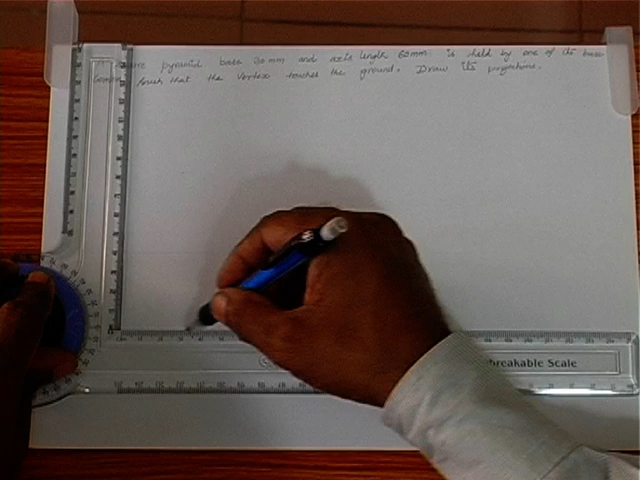 are pyramid base 30mm and axis length 60mm is held by one of its base
such that the vertex touches the ground. Draw its projections.
breakable Scale